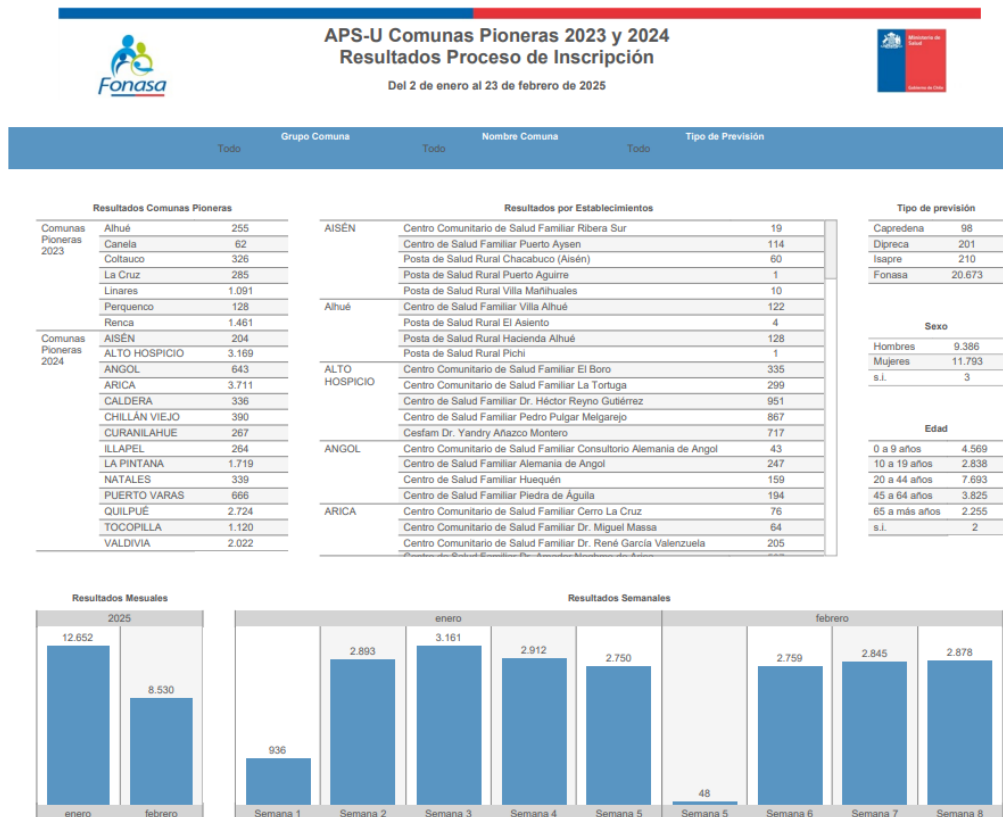 APS-U Comunas Pioneras 2023 y 2024
Resultados Proceso de Inscripción
Del 2 de enero al 23 de febrero de 2025
Fonasa
Ministerio de
Salud
Gobierno de Chile
Grupo Comuna Nombre Comuna Tipo de Previsión
Todo Todo Todo
Resultados Comunas Pioneras
Comunas Pioneras 2023
Alhué 255
Canela 62
Coltauco 326
La Cruz 285
Linares 1.091
Perquenco 128
Renca 1.461
Comunas Pioneras 2024
AISÉN 204
ALTO HOSPICIO 3.169
ANGOL 643
ARICA 3.711
CALDERA 336
CHILLÁN VIEJO 390
CURANILAHUE 267
ILLAPEL 264
LA PINTANA 1.719
NATALES 339
PUERTO VARAS 666
QUILPUÉ 2.724
TOCOPILLA 1.120
VALDIVIA 2.022
Resultados por Establecimientos
AISÉN Centro Comunitario de Salud Familiar Ribera Sur 19
Centro de Salud Familiar Puerto Aysen 114
Posta de Salud Rural Chacabuco (Aisén) 60
Posta de Salud Rural Puerto Aguirre 1
Posta de Salud Rural Villa Mañihuales 10
Alhué Centro de Salud Familiar Villa Alhué 122
Posta de Salud Rural El Asiento 4
Posta de Salud Rural Hacienda Alhué 128
Posta de Salud Rural Pichi 1
ALTO HOSPICIO Centro Comunitario de Salud Familiar El Boro 335
Centro Comunitario de Salud Familiar La Tortuga 299
Centro de Salud Familiar Dr. Héctor Reyno Gutiérrez 951
Centro de Salud Familiar Pedro Pulgar Melgarejo 867
Cesfam Dr. Yandry Añazco Montero 717
ANGOL Centro Comunitario de Salud Familiar Consultorio Alemania de Angol 43
Centro de Salud Familiar Alemania de Angol 247
Centro de Salud Familiar Huequén 159
Centro de Salud Familiar Piedra de Águila 194
ARICA Centro Comunitario de Salud Familiar Cerro La Cruz 76
Centro Comunitario de Salud Familiar Dr. Miguel Massa 64
Centro Comunitario de Salud Familiar Dr. René García Valenzuela 205
Tipo de previsión
Capredena 98
Dipreca 201
Isapre 210
Fonasa 20.673
Sexo
Hombres 9.386
Mujeres 11.793
s.i. 3
Edad
0 a 9 años 4.569
10 a 19 años 2.838
20 a 44 años 7.693
45 a 64 años 3.825
65 a más años 2.255
s.i. 2
Resultados Mesuales
2025
12.652
8.530
enero febrero
Resultados Semanales
enero febrero
936 2.893 3.161 2.912 2.750 48 2.759 2.845 2.878
Semana 1 Semana 2 Semana 3 Semana 4 Semana 5 Semana 5 Semana 6 Semana 7 Semana 8